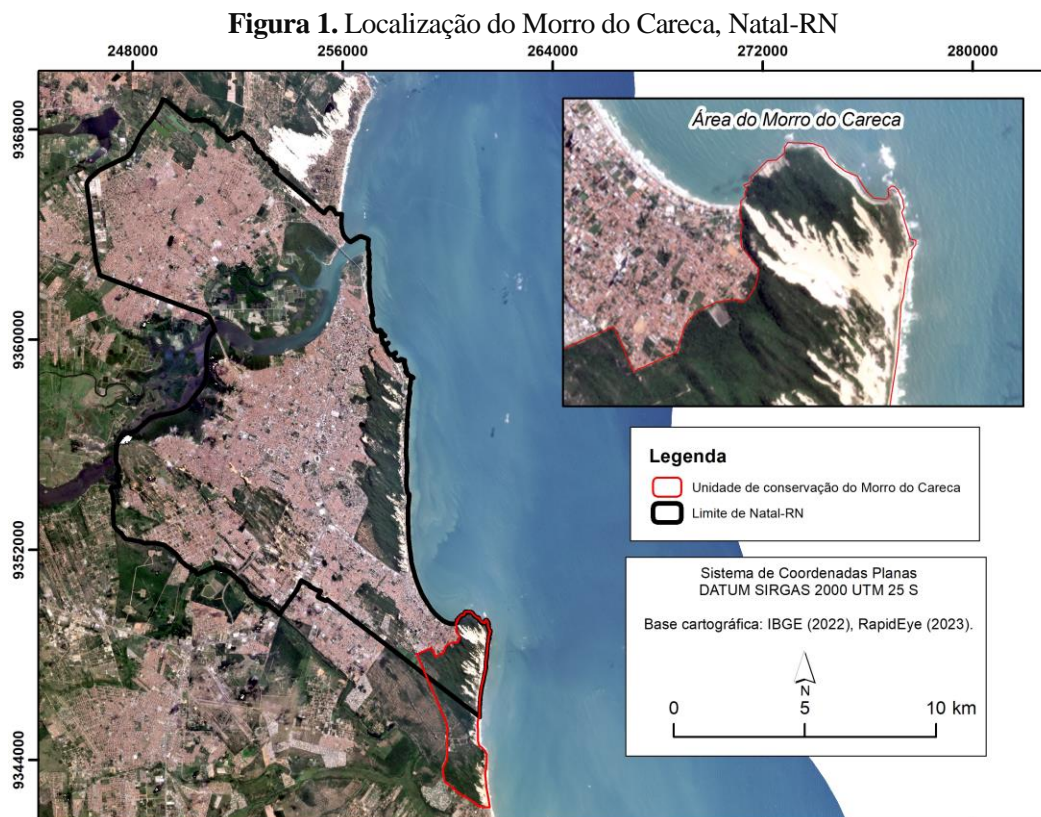 Figura 1. Localização do Morro do Careca, Natal-RN
248000 256000 264000 272000 280000
9368000
9360000
9352000
9344000
Área do Morro do Careca
Legenda
Unidade de conservação do Morro do Careca
Limite de Natal-RN
Sistema de Coordenadas Planas
DATUM SIRGAS 2000 UTM 25 S
Base cartográfica: IBGE (2022), RapidEye (2023).
N
0 5 10 km